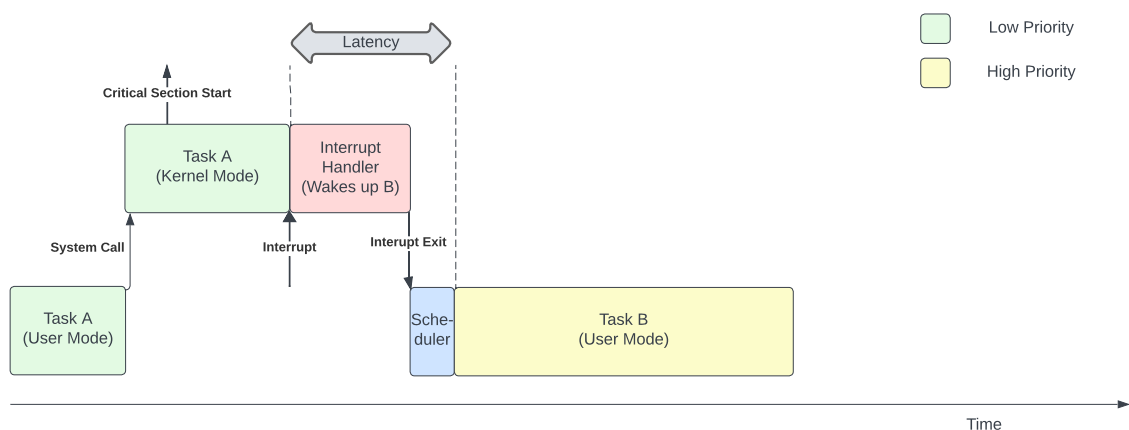 Latency
Low Priority
High Priority
Critical Section Start
Task A
(Kernel Mode)
Interrupt
Handler
(Wakes up B)
System Call
Interrupt
Interupt Exit
Task A
(User Mode)
Sche-
duler
Task B
(User Mode)
Time